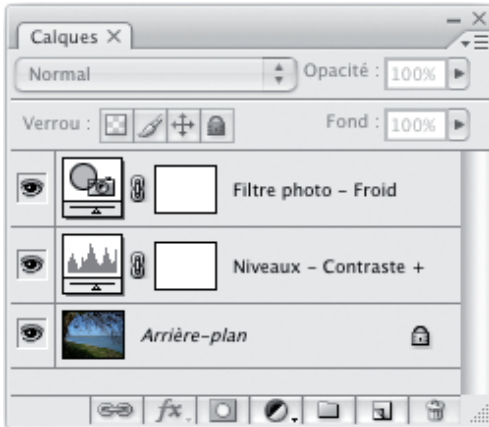 Calques
Normal Opacité : 100%
Verrou : Fond : 100%
Filtre photo – Froid
Niveaux – Contraste +
Arrière-plan
fx